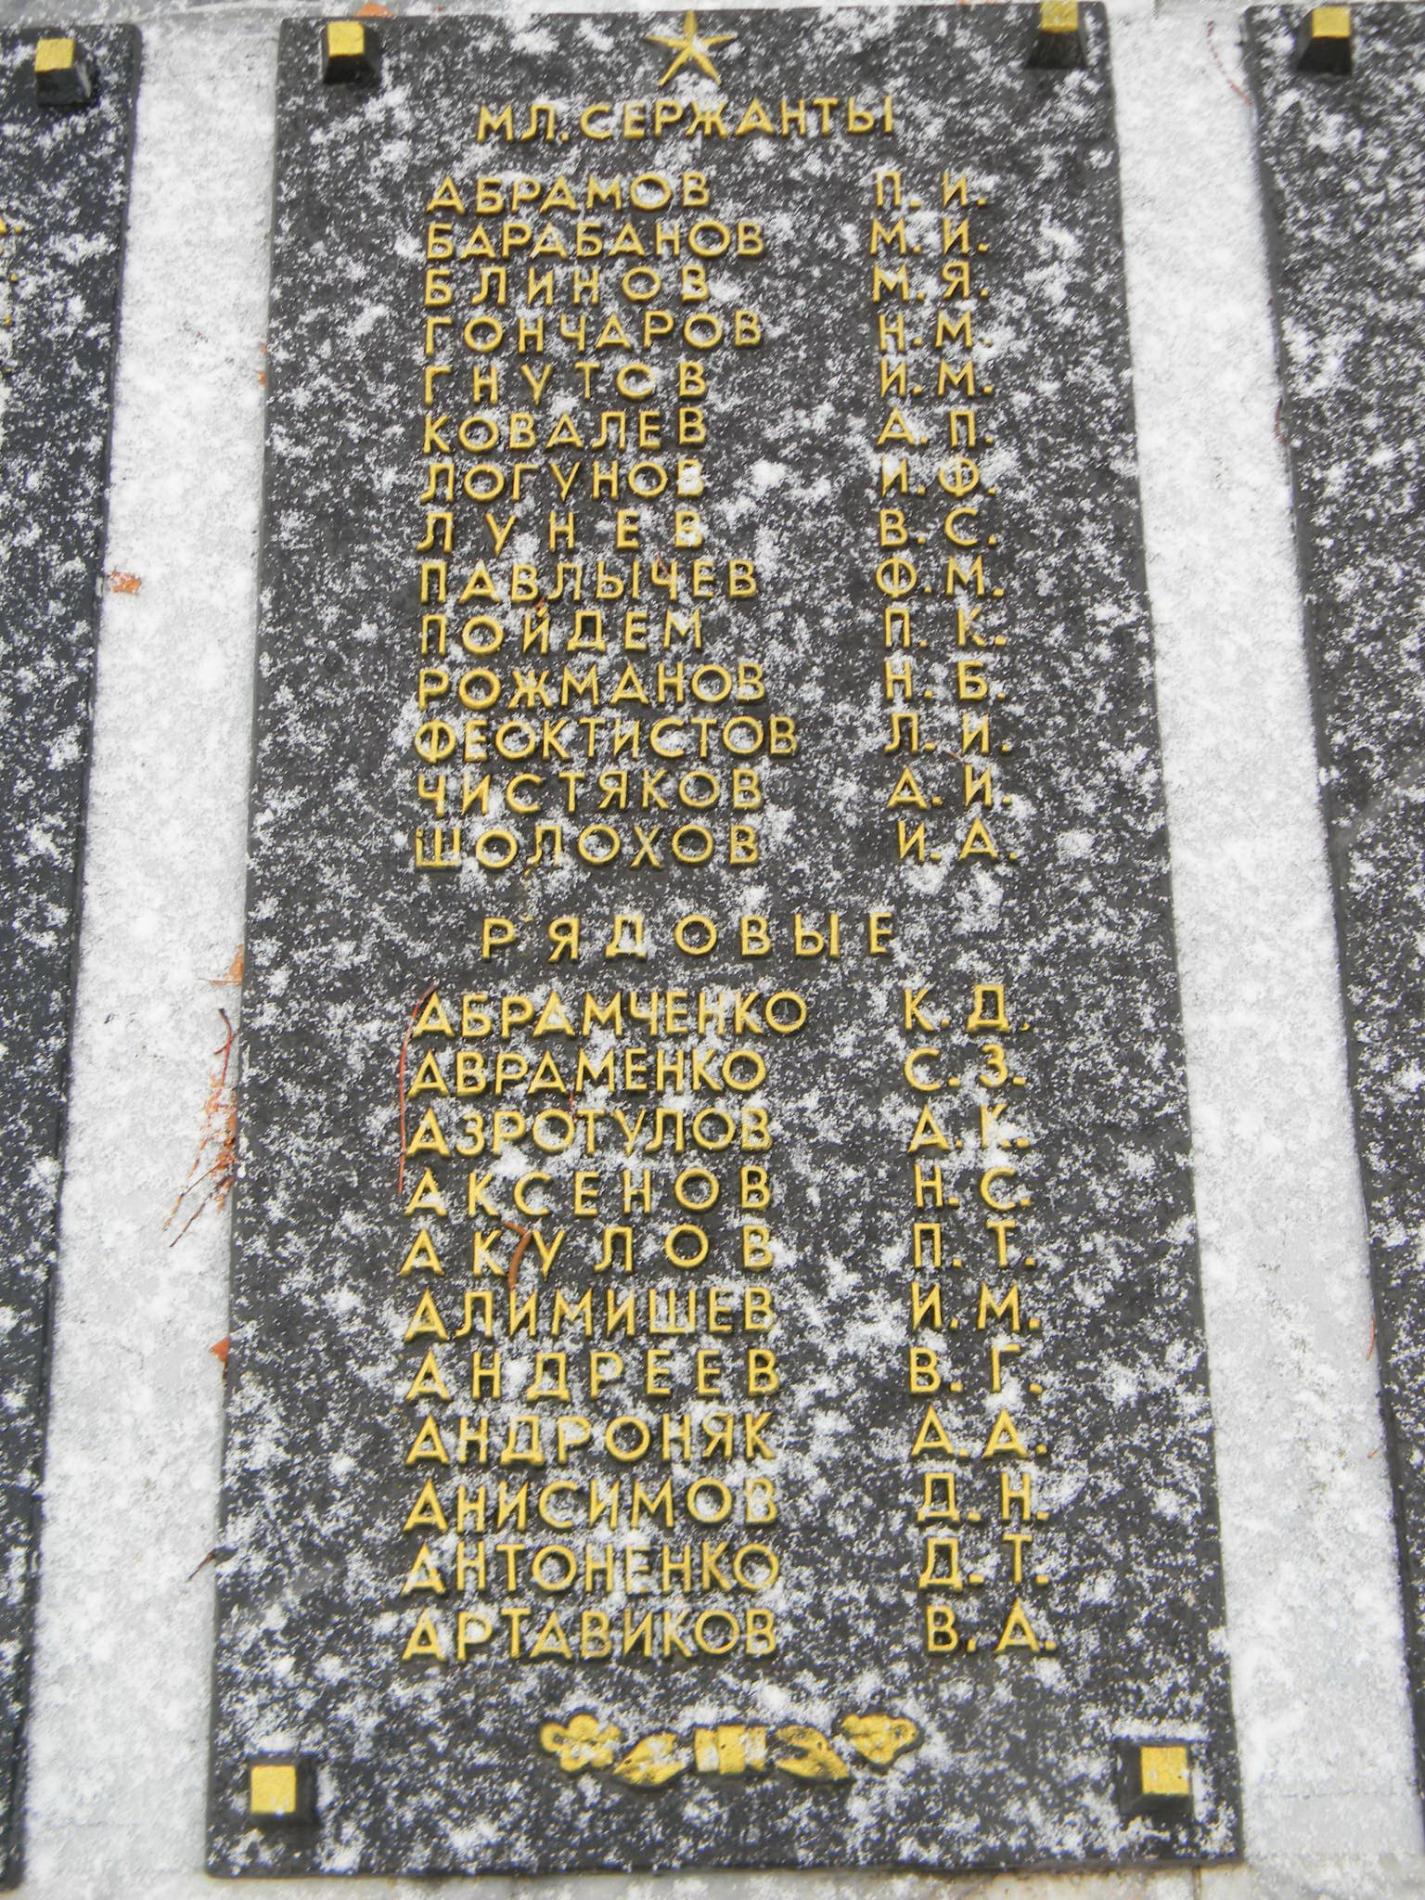 МЛ. СЕРЖАНТЫ
АБРАМОВ П. И.
БАРАБАНОВ М. И.
БЛИНОВ М. Я.
ГОНЧАРОВ Н. М.
ГНУТОВ И. М.
КОВАЛЕВ А. П.
ЛОГУНОВ И. Ф.
ЛУНЕВ В. С.
ПАВЛЫЧЕВ Ф. М.
ПОЙДЕМ П. К.
РОЖМАНОВ Н. Б.
ФЕОКТИСТОВ Л. И.
ЧИСТЯКОВ А. И.
ШОЛОХОВ И. А.
РЯДОВЫЕ
АБРАМЧЕНКО К. Д.
АВРАМЕНКО С. З.
АЗРОТУЛОВ А. К.
АКСЕНОВ Н. С.
АКУЛОВ П. Т.
АЛИМИШЕВ И. М.
АНДРЕЕВ В. Г.
АНДРОНЯК А. А.
АНИСИМОВ Д. Н.
АНТОНЕНКО Д. Т.
АРТАВИКОВ В. А.